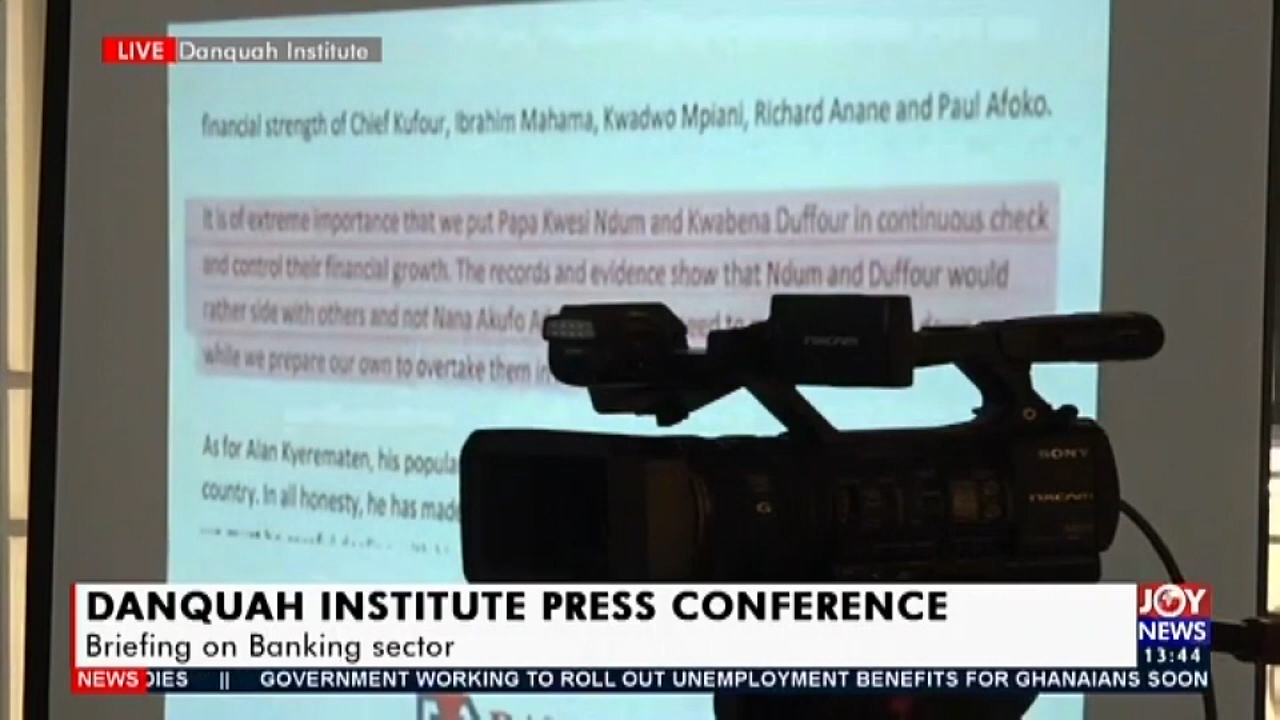 LIVE Danquah Institute
financial strength of Chief Kufour, Ibrahim Mahama, Kwadwo Mpiani, Richard Anane and Paul Afoko.
It is of extreme importance that we put Papa Kwesi Ndum and Kwabena Duffour in continuous check
and control their financial growth. The records and evidence show that Ndum and Duffour would
rather side with others and not Nana Akufo
while we prepare our own to overtake them in
As for Alan Kyerematen, his popula
country. In all honesty, he has made
SONY
NXCAM
G
DANQUAH INSTITUTE PRESS CONFERENCE
Briefing on Banking sector
JOY
NEWS
13:44
NEWS DIES || GOVERNMENT WORKING TO ROLL OUT UNEMPLOYMENT BENEFITS FOR GHANAIANS SOON